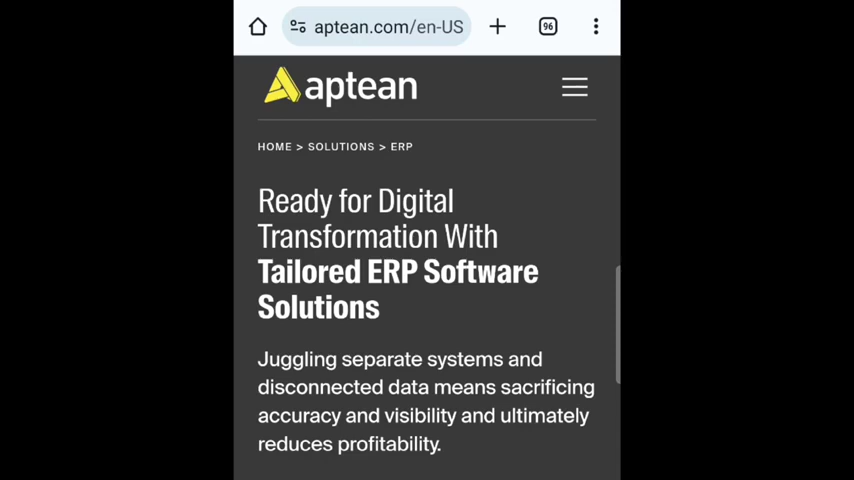 aptean.com/en-US
96
aptean
HOME > SOLUTIONS > ERP
Ready for Digital
Transformation With
Tailored ERP Software
Solutions
Juggling separate systems and
disconnected data means sacrificing
accuracy and visibility and ultimately
reduces profitability.